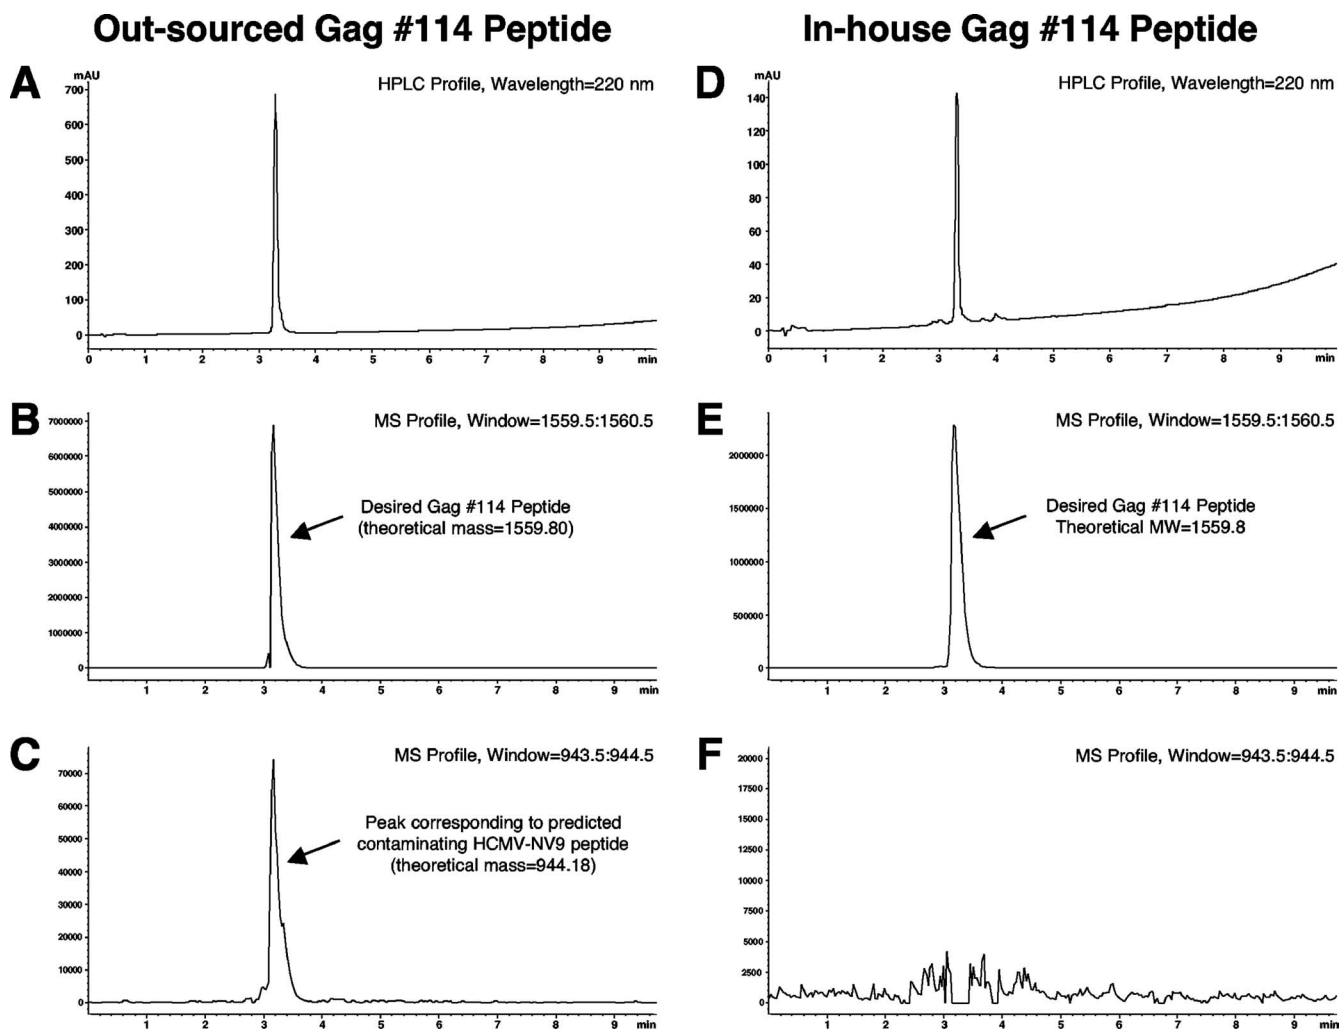 Out-sourced Gag #114 Peptide
In-house Gag #114 Peptide
A
mAU
HPLC Profile, Wavelength=220 nm
700
600
500
400
300
200
100
0
0 1 2 3 4 5 6 7 8 9 min
D
mAU
HPLC Profile, Wavelength=220 nm
140
120
100
80
60
40
20
0
0 1 2 3 4 5 6 7 8 9 min
B
MS Profile, Window=1559.5:1560.5
7000000
6000000
5000000
4000000
3000000
2000000
1000000
0
Desired Gag #114 Peptide
(theoretical mass=1559.80)
1 2 3 4 5 6 7 8 9 min
E
MS Profile, Window=1559.5:1560.5
2000000
1500000
1000000
500000
0
Desired Gag #114 Peptide
Theoretical MW=1559.8
1 2 3 4 5 6 7 8 9 min
C
MS Profile, Window=943.5:944.5
70000
60000
50000
40000
30000
20000
10000
0
Peak corresponding to predicted
contaminating HCMV-NV9 peptide
(theoretical mass=944.18)
1 2 3 4 5 6 7 8 9 min
F
MS Profile, Window=943.5:944.5
20000
17500
15000
12500
10000
7500
5000
2500
0
1 2 3 4 5 6 7 8 9 min